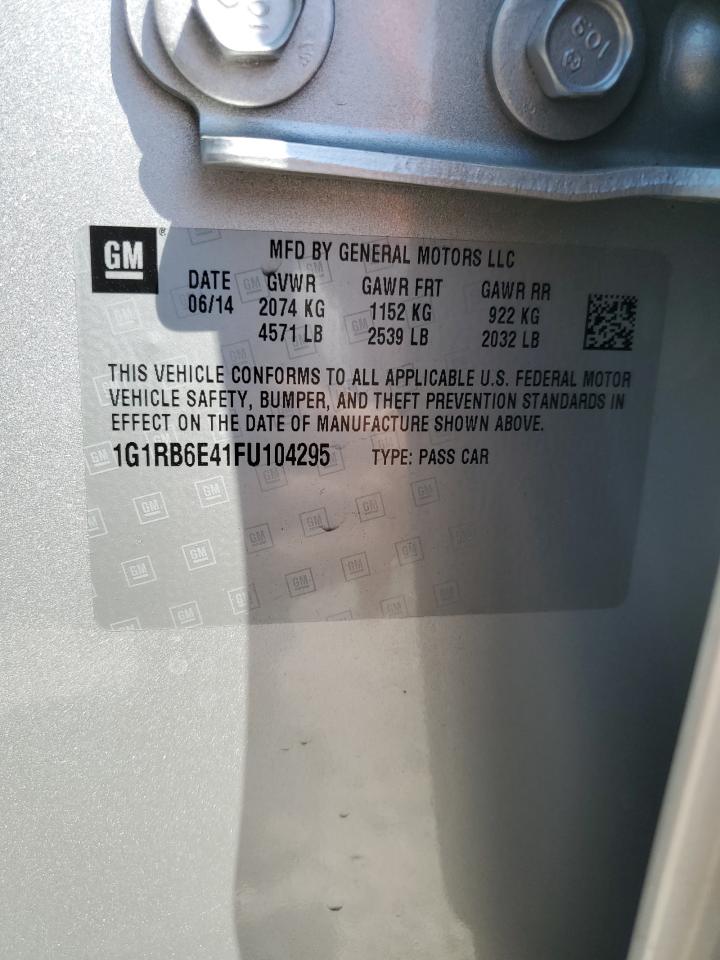 108
GM®
MFD BY GENERAL MOTORS LLC
DATE GVWR GAWR FRT GAWR RR
06/14 2074 KG 1152 KG 922 KG
4571 LB 2539 LB 2032 LB
THIS VEHICLE CONFORMS TO ALL APPLICABLE U.S. FEDERAL MOTOR
VEHICLE SAFETY, BUMPER, AND THEFT PREVENTION STANDARDS IN
EFFECT ON THE DATE OF MANUFACTURE SHOWN ABOVE.
1G1RB6E41FU104295 TYPE: PASS CAR